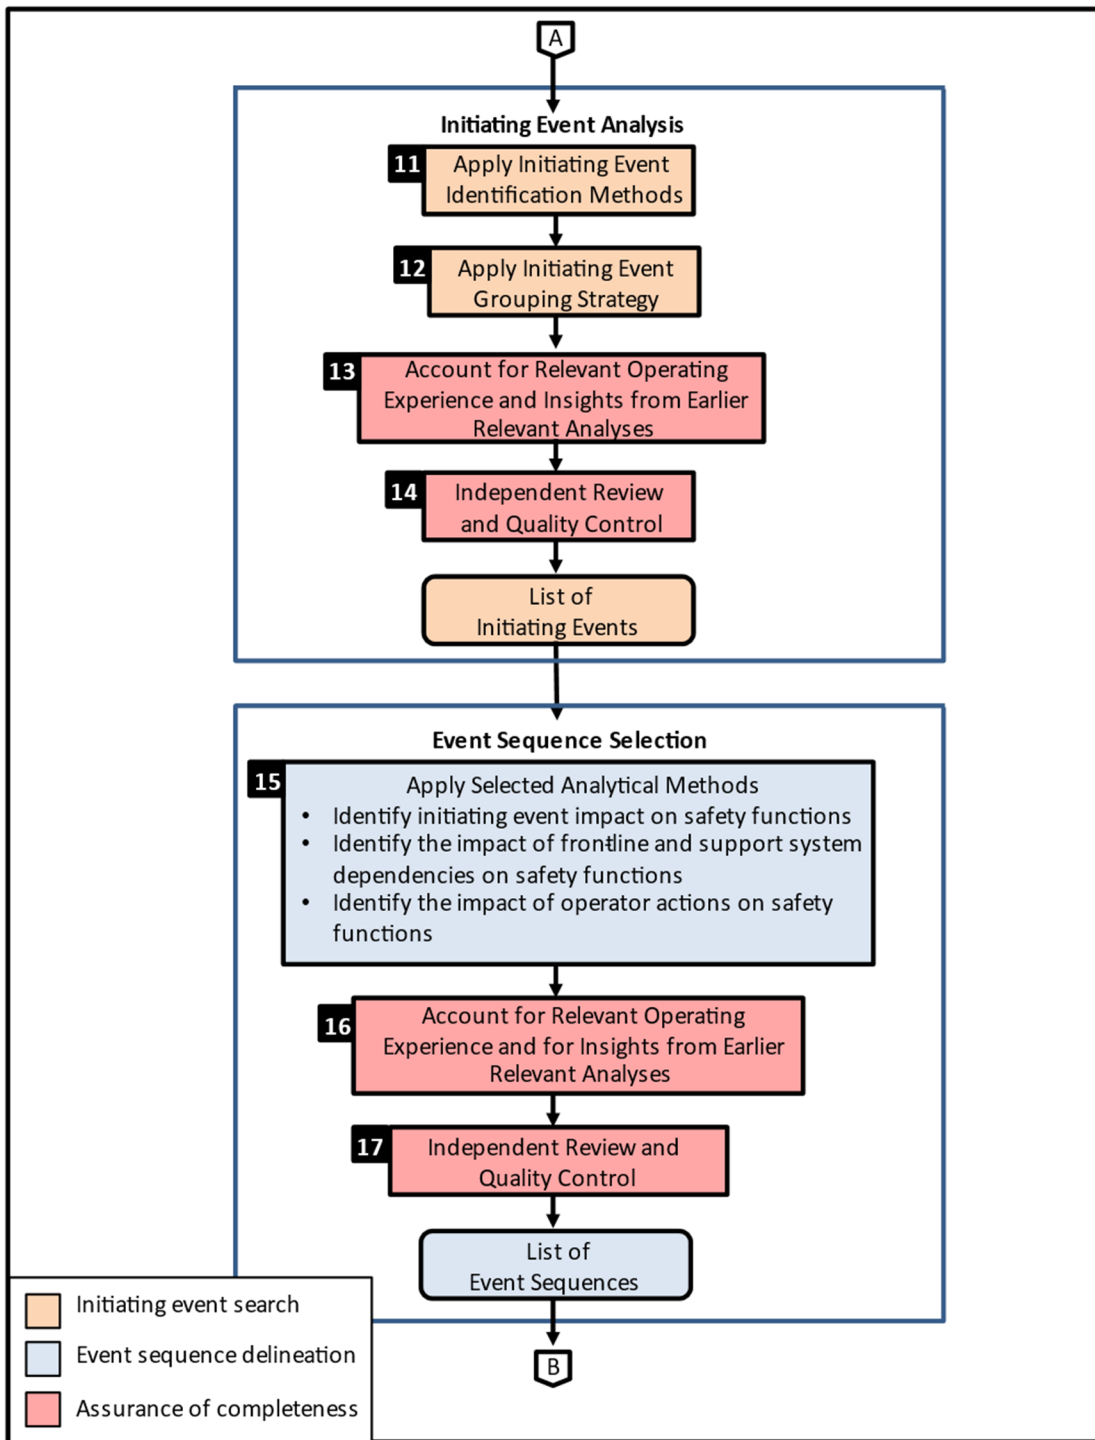 A
Initiating Event Analysis
11
Apply Initiating Event
Identification Methods
12
Apply Initiating Event
Grouping Strategy
13
Account for Relevant Operating
Experience and Insights from Earlier
Relevant Analyses
14
Independent Review
and Quality Control
List of
Initiating Events
Event Sequence Selection
15
Apply Selected Analytical Methods
• Identify initiating event impact on safety functions
• Identify the impact of frontline and support system
dependencies on safety functions
• Identify the impact of operator actions on safety
functions
16
Account for Relevant Operating
Experience and for Insights from Earlier
Relevant Analyses
17
Independent Review and
Quality Control
List of
Event Sequences
B
Initiating event search
Event sequence delineation
Assurance of completeness